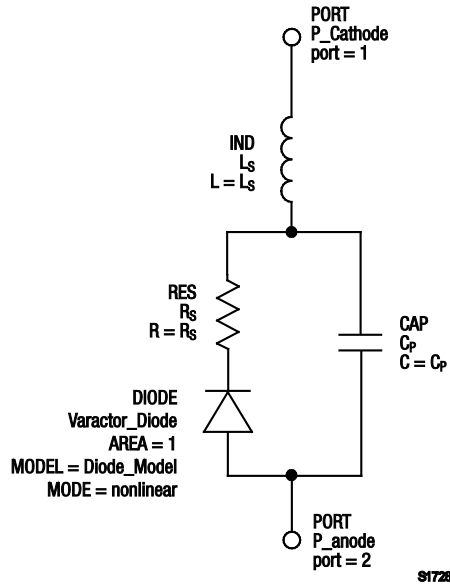 PORT
P_Cathode
port = 1
IND
LS
L = LS
RES
RS
R = RS
CAP
CP
C = CP
DIODE
Varactor_Diode
AREA = 1
MODEL = Diode_Model
MODE = nonlinear
PORT
P_anode
port = 2
S1728